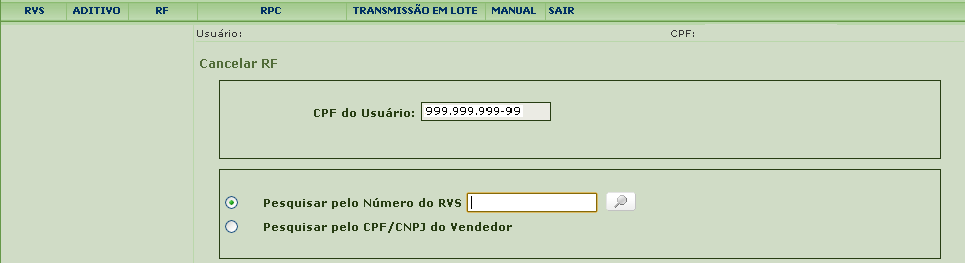 RVS ADITIVO RF RPC TRANSMISSÃO EM LOTE MANUAL SAIR
Usuário: CPF:
Cancelar RF
CPF do Usuário: 999.999.999-99
Pesquisar pelo Número do RVS
Pesquisar pelo CPF/CNPJ do Vendedor